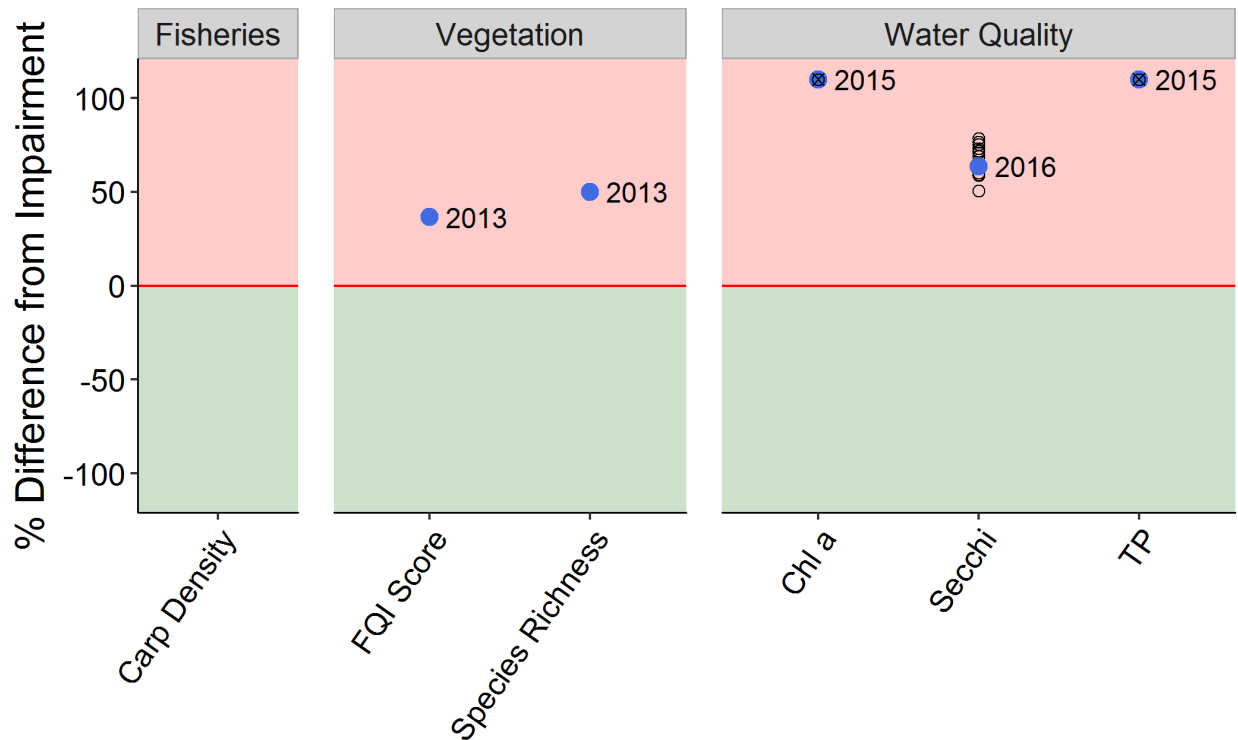 Fisheries
Vegetation
Water Quality
% Difference from Impairment
100
50
0
-50
-100
2013
2013
2015
2016
2015
Carp Density
FQI Score
Species Richness
Chl a
Secchi
TP